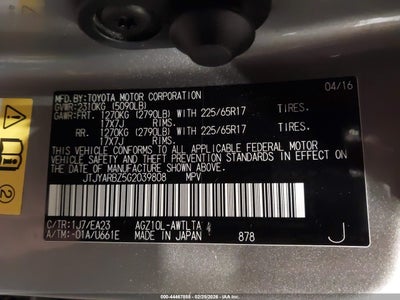 MFD.BY:TOYOTA MOTOR CORPORATION 04/16
GVWR:2310KG (5090LB)
GAWR:FRT. 1270KG (2790LB) WITH 225/65R17 TIRES.
17X7J RIMS.
RR. 1270KG (2790LB) WITH 225/65R17 TIRES.
17X7J RIMS.
THIS VEHICLE CONFORMS TO ALL APPLICABLE FEDERAL MOTOR
VEHICLE SAFETY, BUMPER, AND THEFT PREVENTION STANDARDS IN EFFECT ON
THE DATE OF MANUFACTURE SHOWN ABOVE.
JTJYARBZ5G2039808 MPV
C/TR:1J7/EA23 AGZ10L-AWTLTA
A/TM:-01A/U661E MADE IN JAPAN 878 J
000-44467555 - 02/25/2026 - IAA